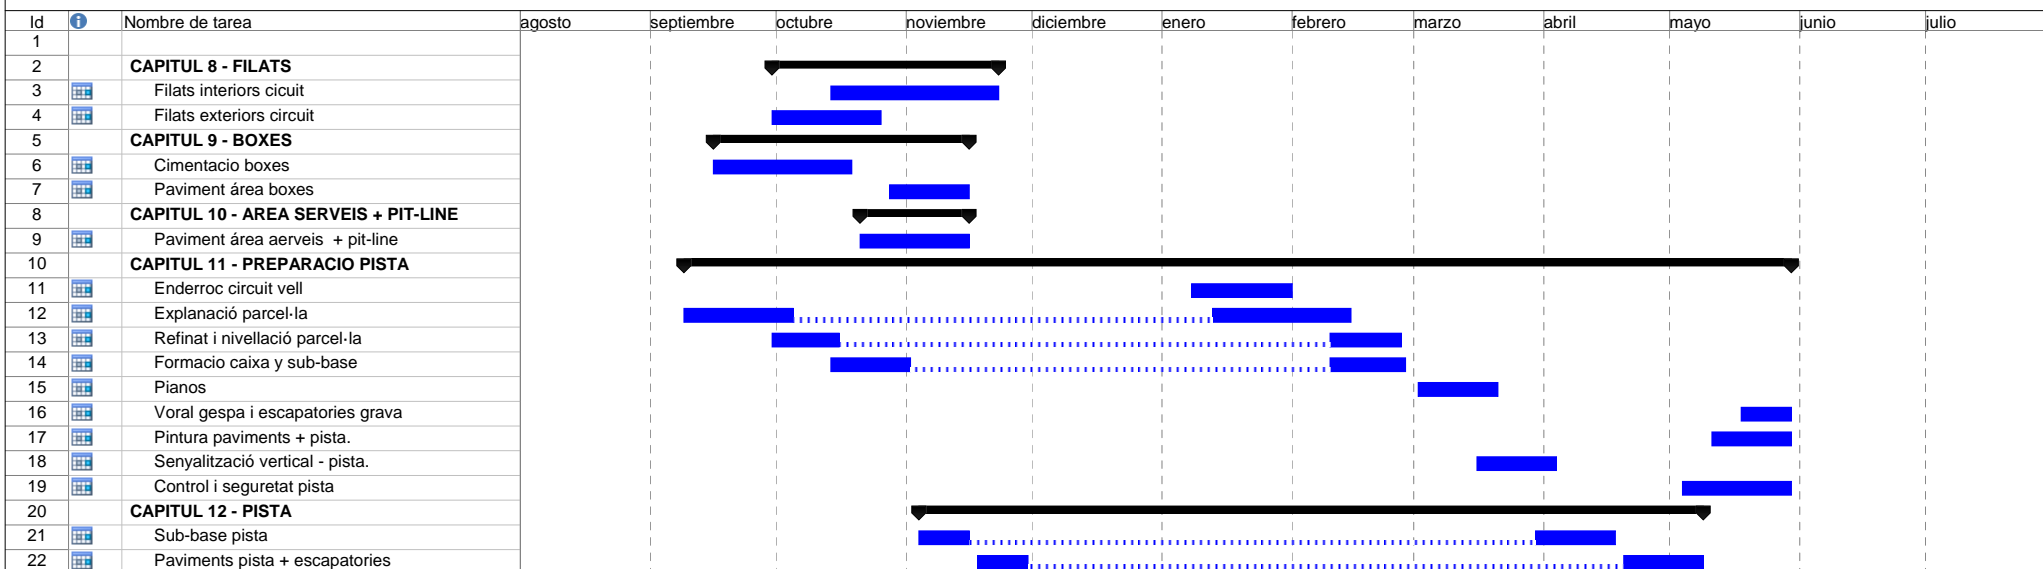 Id Nombre de tarea agosto septiembre octubre noviembre diciembre enero febrero marzo abril mayo junio julio
1
2 CAPITUL 8 - FILATS
3 Filats interiors cicuit
4 Filats exteriors circuit
5 CAPITUL 9 - BOXES
6 Cimentacio boxes
7 Paviment área boxes
8 CAPITUL 10 - AREA SERVEIS + PIT-LINE
9 Paviment área aerveis + pit-line
10 CAPITUL 11 - PREPARACIO PISTA
11 Enderroc circuit vell
12 Explanació parcel·la
13 Refinat i nivellació parcel·la
14 Formacio caixa y sub-base
15 Pianos
16 Voral gespa i escapatories grava
17 Pintura paviments + pista.
18 Senyalització vertical - pista.
19 Control i seguretat pista
20 CAPITUL 12 - PISTA
21 Sub-base pista
22 Paviments pista + escapatories